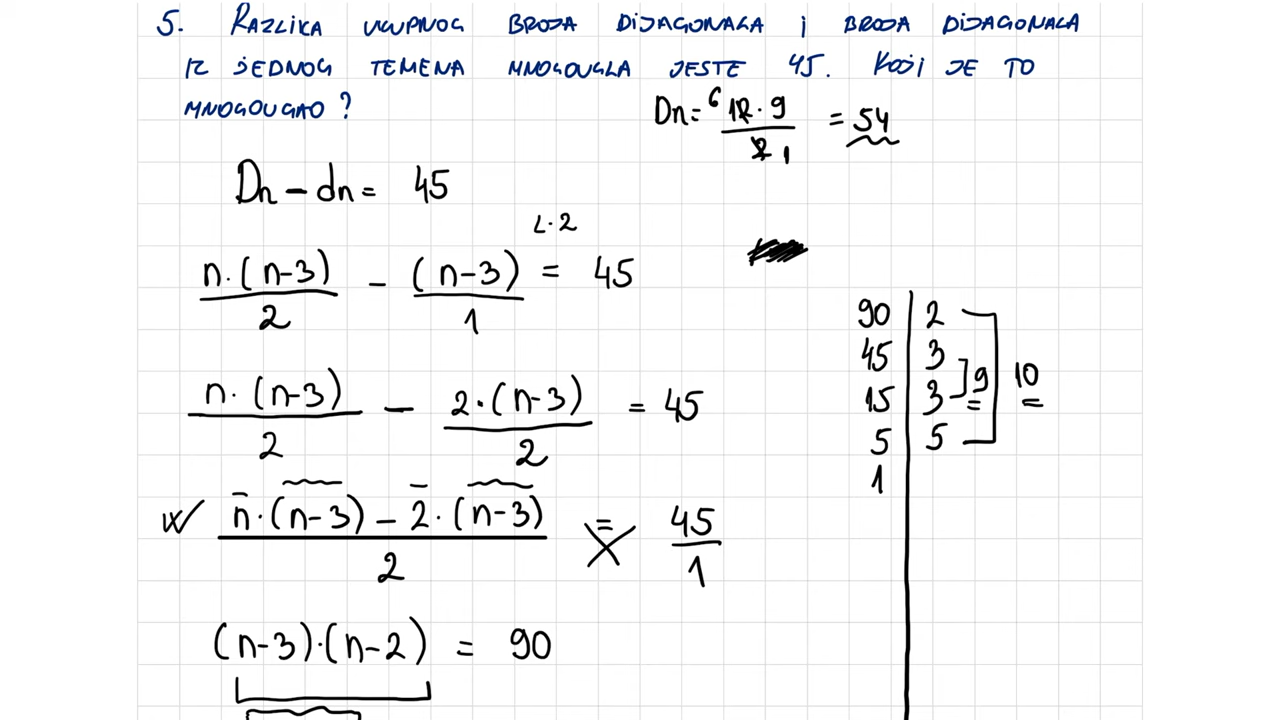 5. RAZLIKA UKUPNOG BROJA DIJAGONALA I BROJA DIJAGONALA
IZ JEDNOG TEMENA MNOGOUGLA JESTE 45. KOJI JE TO
MNOGOUGAO?
Dn = 6 12 · 9 / 2 1 = 54
Dn - dn = 45
L·2
n·(n-3) / 2 - (n-3) / 1 = 45
n·(n-3) / 2 - 2·(n-3) / 2 = 45
n·(n-3) - 2·(n-3) / 2 = 45 / 1
(n-3)·(n-2) = 90
90 | 2
45 | 3
15 | 3
5 | 5
1
9
10